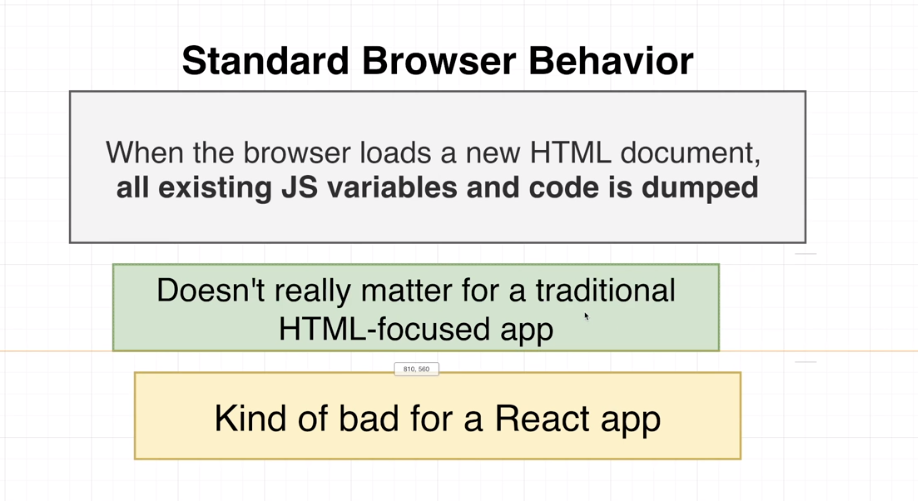 Standard Browser Behavior
When the browser loads a new HTML document,
all existing JS variables and code is dumped
Doesn't really matter for a traditional
HTML-focused app
810, 560
Kind of bad for a React app